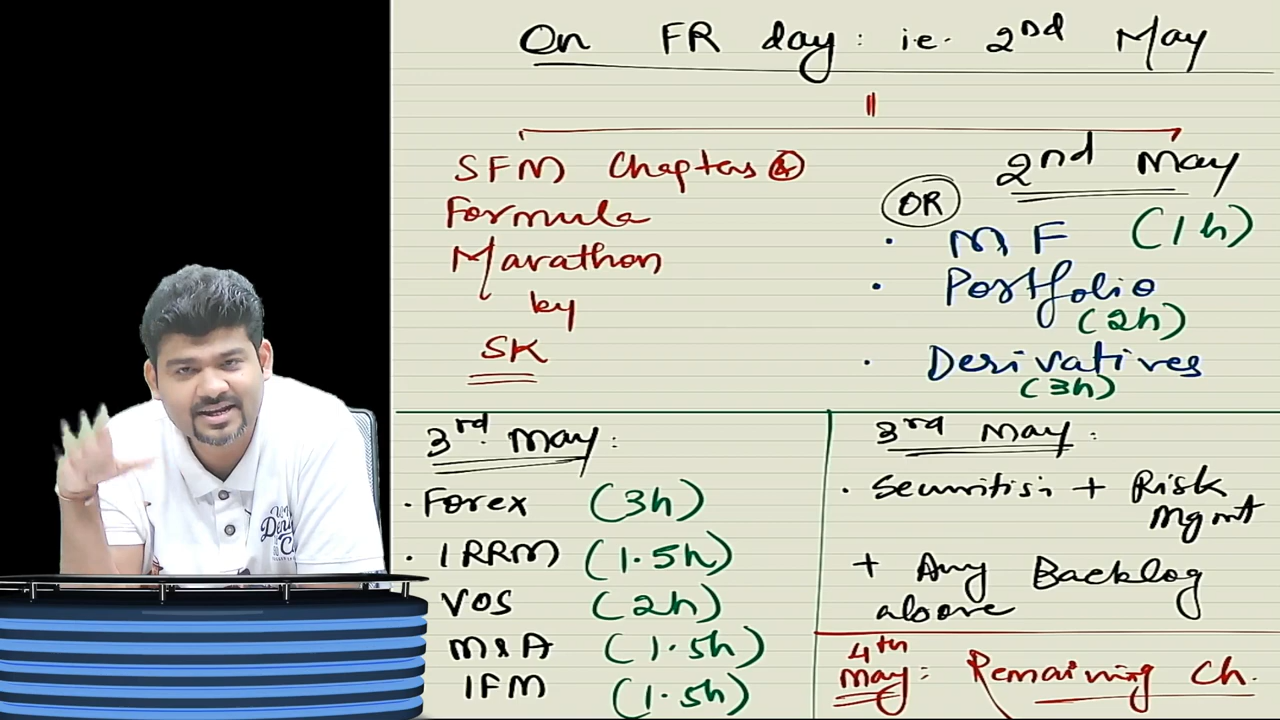 On FR day: i.e. 2nd May
SFM Chapters &
Formula
Marathon
by
SK
OR
2nd May
· MF (1h)
· Portfolio
(2h)
· Derivatives
(3h)
3rd May:
· Forex (3h)
· IRRM (1.5h)
VOS (2h)
M&A (1.5h)
IFM (1.5h)
3rd May:
· Securitisn + Risk
Mgmt
+ Any Backlog
above
4th
May: Remaining Ch.